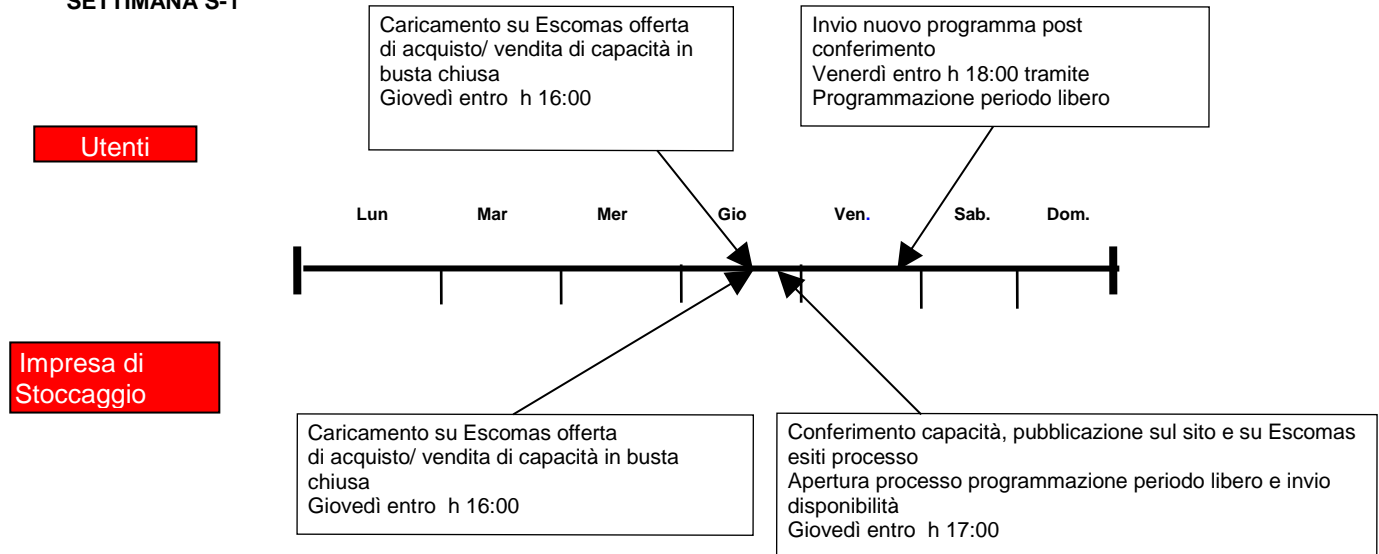 SETTIMANA S-1
Caricamento su Escomas offerta
di acquisto/ vendita di capacità in
busta chiusa
Giovedì entro h 16:00
Invio nuovo programma post
conferimento
Venerdì entro h 18:00 tramite
Programmazione periodo libero
Utenti
Lun Mar Mer Gio Ven. Sab. Dom.
Impresa di
Stoccaggio
Caricamento su Escomas offerta
di acquisto/ vendita di capacità in busta
chiusa
Giovedì entro h 16:00
Conferimento capacità, pubblicazione sul sito e su Escomas
esiti processo
Apertura processo programmazione periodo libero e invio
disponibilità
Giovedì entro h 17:00